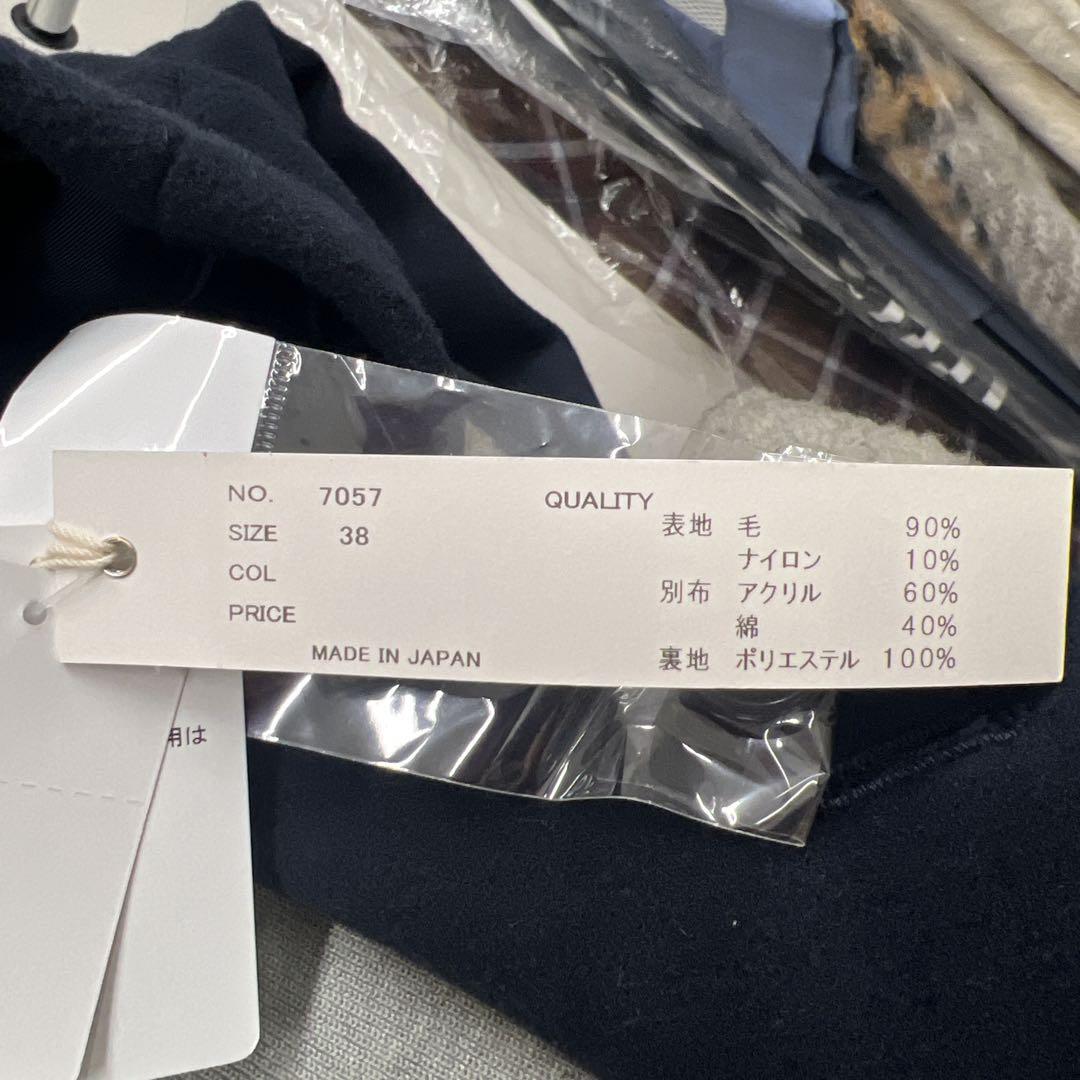 NO. 7057
SIZE 38
COL
PRICE
MADE IN JAPAN
QUALITY
表地 毛 90%
ナイロン 10%
別布 アクリル 60%
綿 40%
裏地 ポリエステル 100%
用は